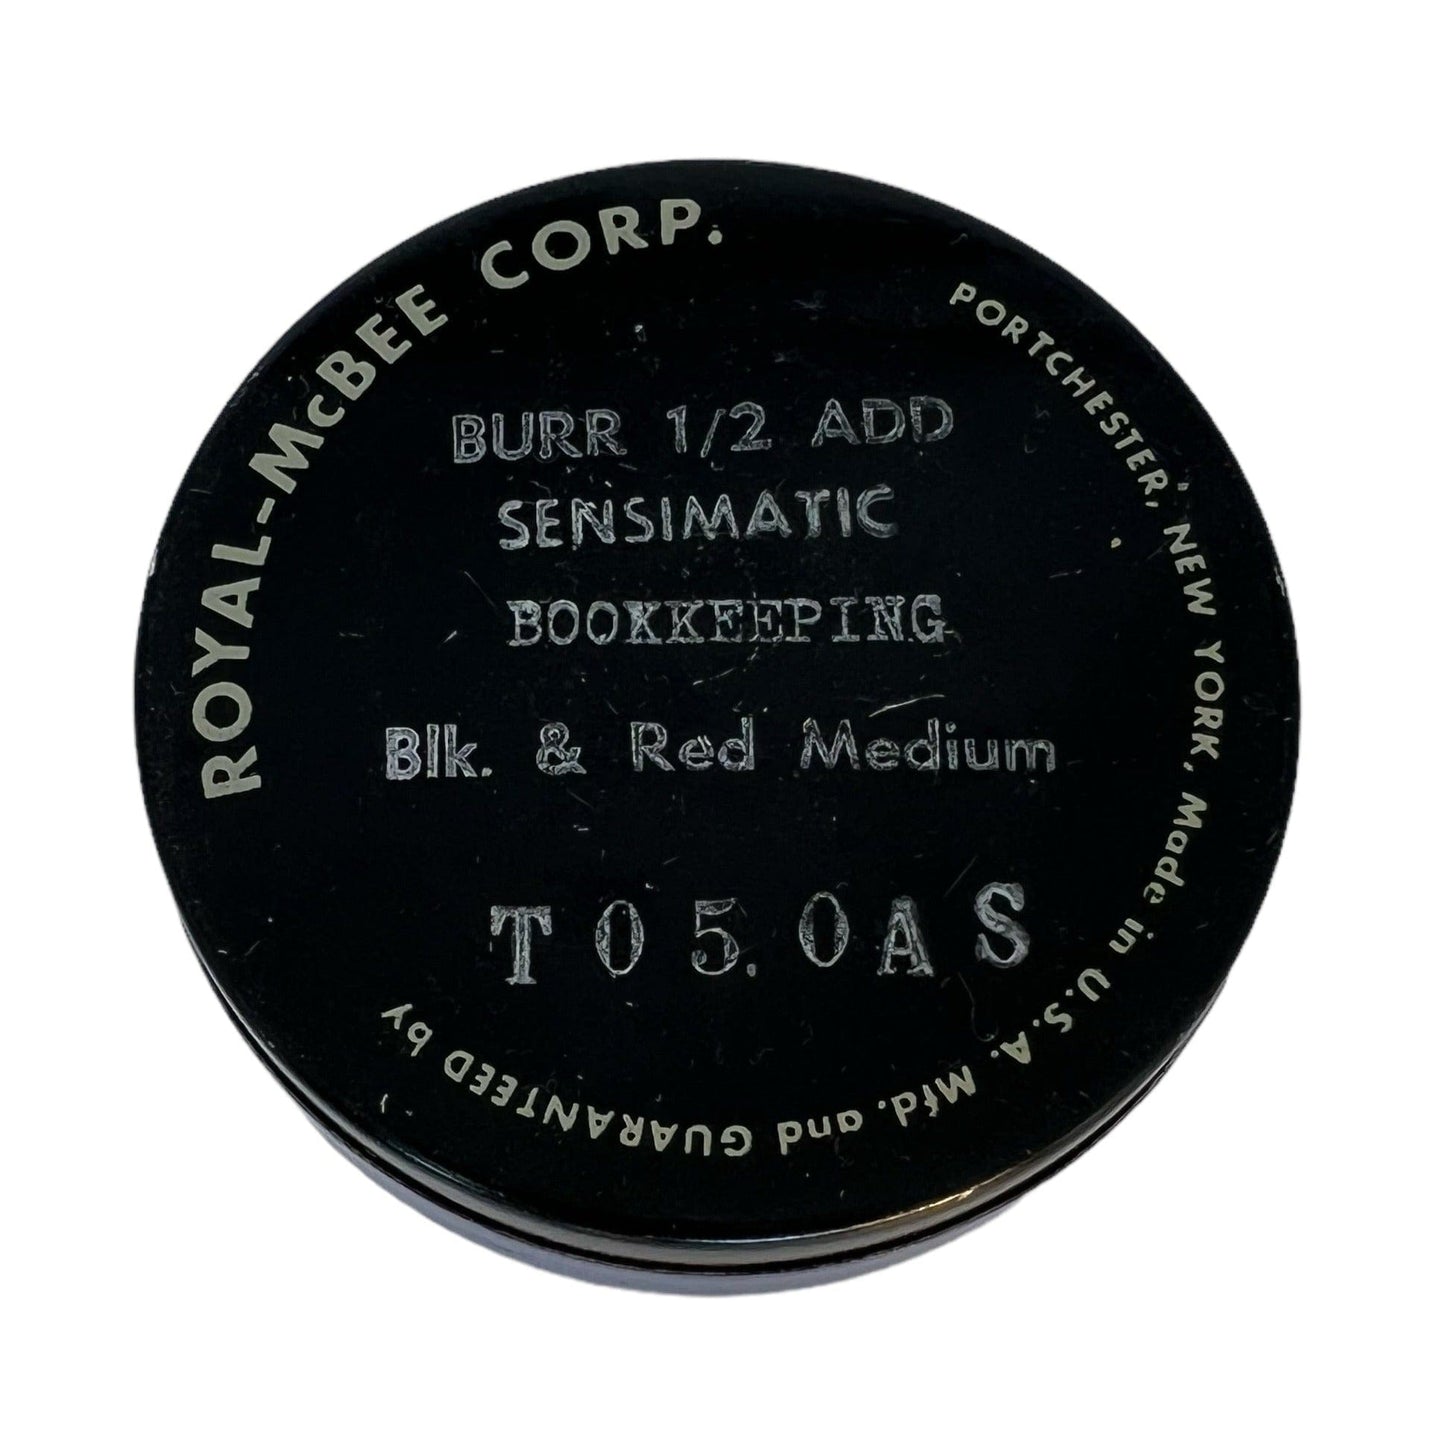 ROYAL-McBEE CORP.
PORTCHESTER, NEW YORK, Made in U.S.A. Mfd. and GUARANTEED by
BURR 1/2 ADD
SENSIMATIC
BOOKKEEPING
Blk. & Red Medium
T05.0AS